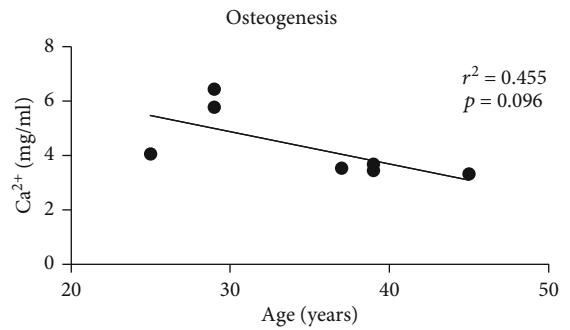 Osteogenesis
8
6
4
2
0
Ca²⁺ (mg/ml)
r² = 0.455
p = 0.096
20 30 40 50
Age (years)